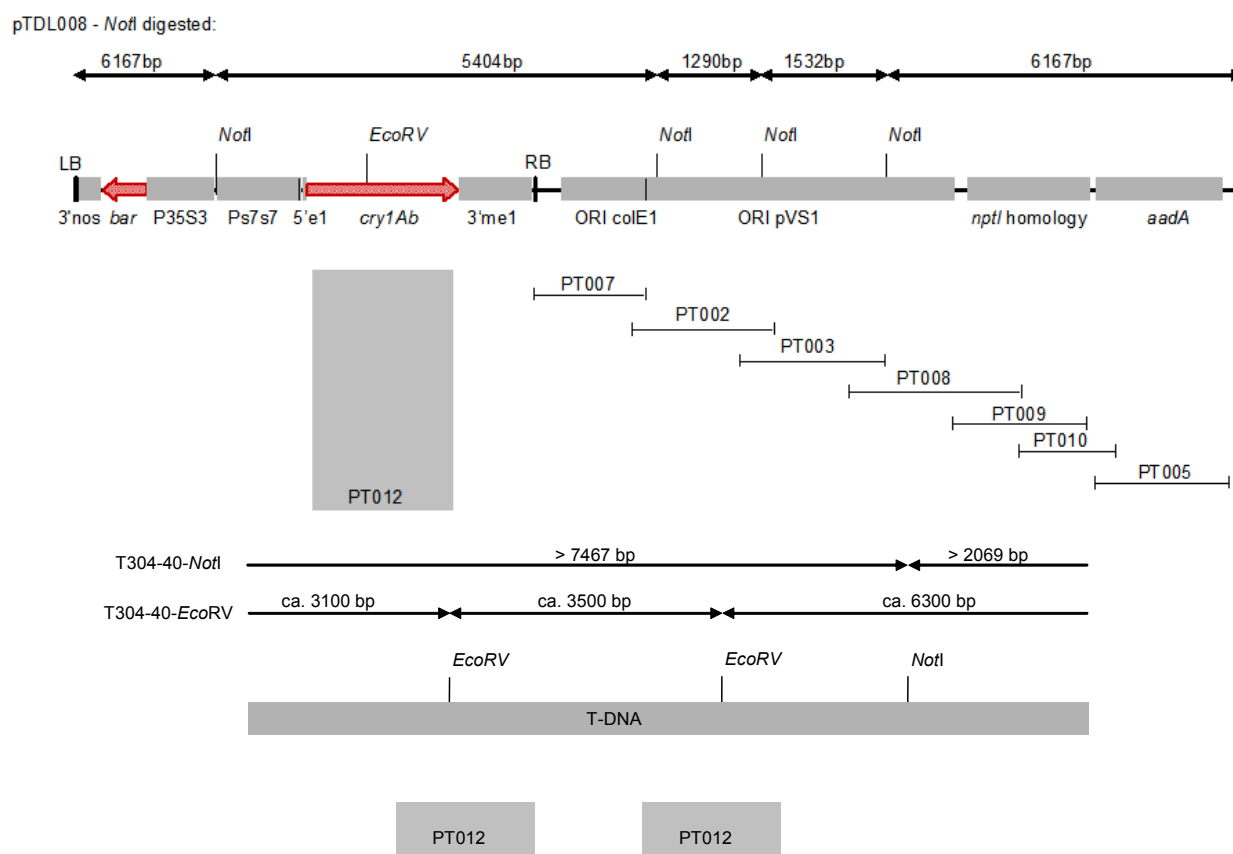 pTDL008 - NotI digested:
6167bp 5404bp 1290bp 1532bp 6167bp
NotI EcoRV NotI NotI NotI
LB RB
3'nos bar P35S3 Ps7s7 5'e1 cry1Ab 3'me1 ORI colE1 ORI pVS1 nptI homology aadA
PT007
PT002
PT003
PT008
PT009
PT010
PT005
PT012
T304-40-NotI > 7467 bp > 2069 bp
T304-40-EcoRV ca. 3100 bp ca. 3500 bp ca. 6300 bp
EcoRV EcoRV NotI
T-DNA
PT012 PT012